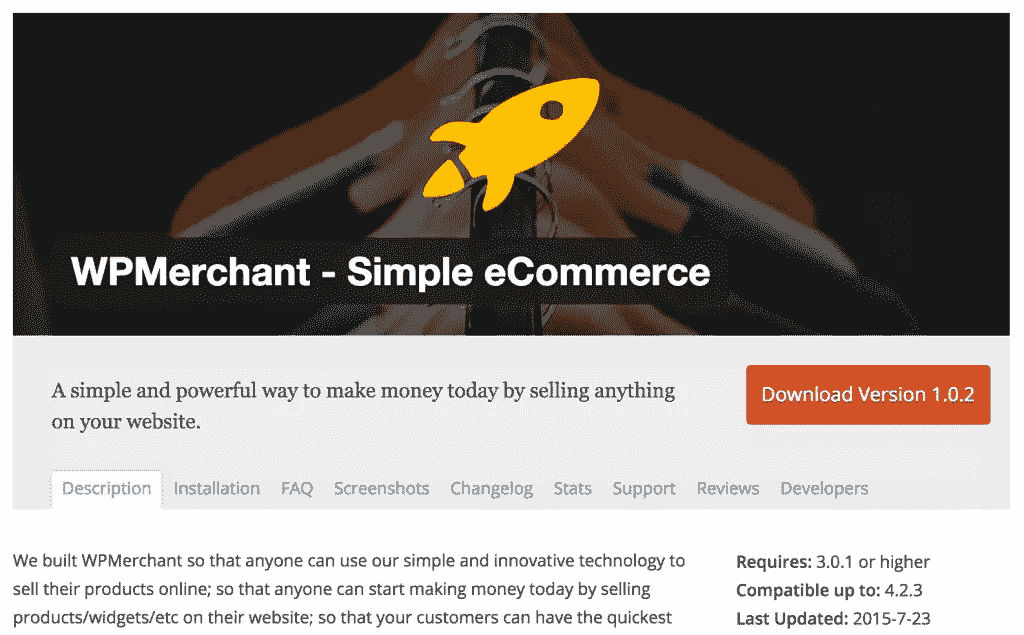 WPMerchant - Simple eCommerce
A simple and powerful way to make money today by selling anything
on your website.
Download Version 1.0.2
Description Installation FAQ Screenshots Changelog Stats Support Reviews Developers
We built WPMerchant so that anyone can use our simple and innovative technology to
sell their products online; so that anyone can start making money today by selling
products/widgets/etc on their website; so that your customers can have the quickest
Requires: 3.0.1 or higher
Compatible up to: 4.2.3
Last Updated: 2015-7-23